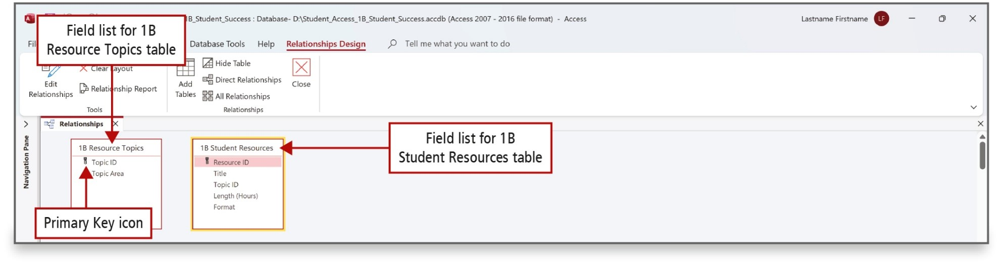 1B_Student_Success : Database- D:\Student_Access_1B_Student_Success.accdb (Access 2007 - 2016 file format) - Access
Lastname Firstname LF
Field list for 1B
Resource Topics table
Database Tools Help Relationships Design Tell me what you want to do
Clear Layout
Edit
Relationships
Relationship Report
Tools
Add
Tables
Hide Table
Direct Relationships
All Relationships
Relationships
Close
Relationships
Navigation Pane
1B Resource Topics
Topic ID
Topic Area
Primary Key icon
1B Student Resources
Resource ID
Title
Topic ID
Length (Hours)
Format
Field list for 1B
Student Resources table